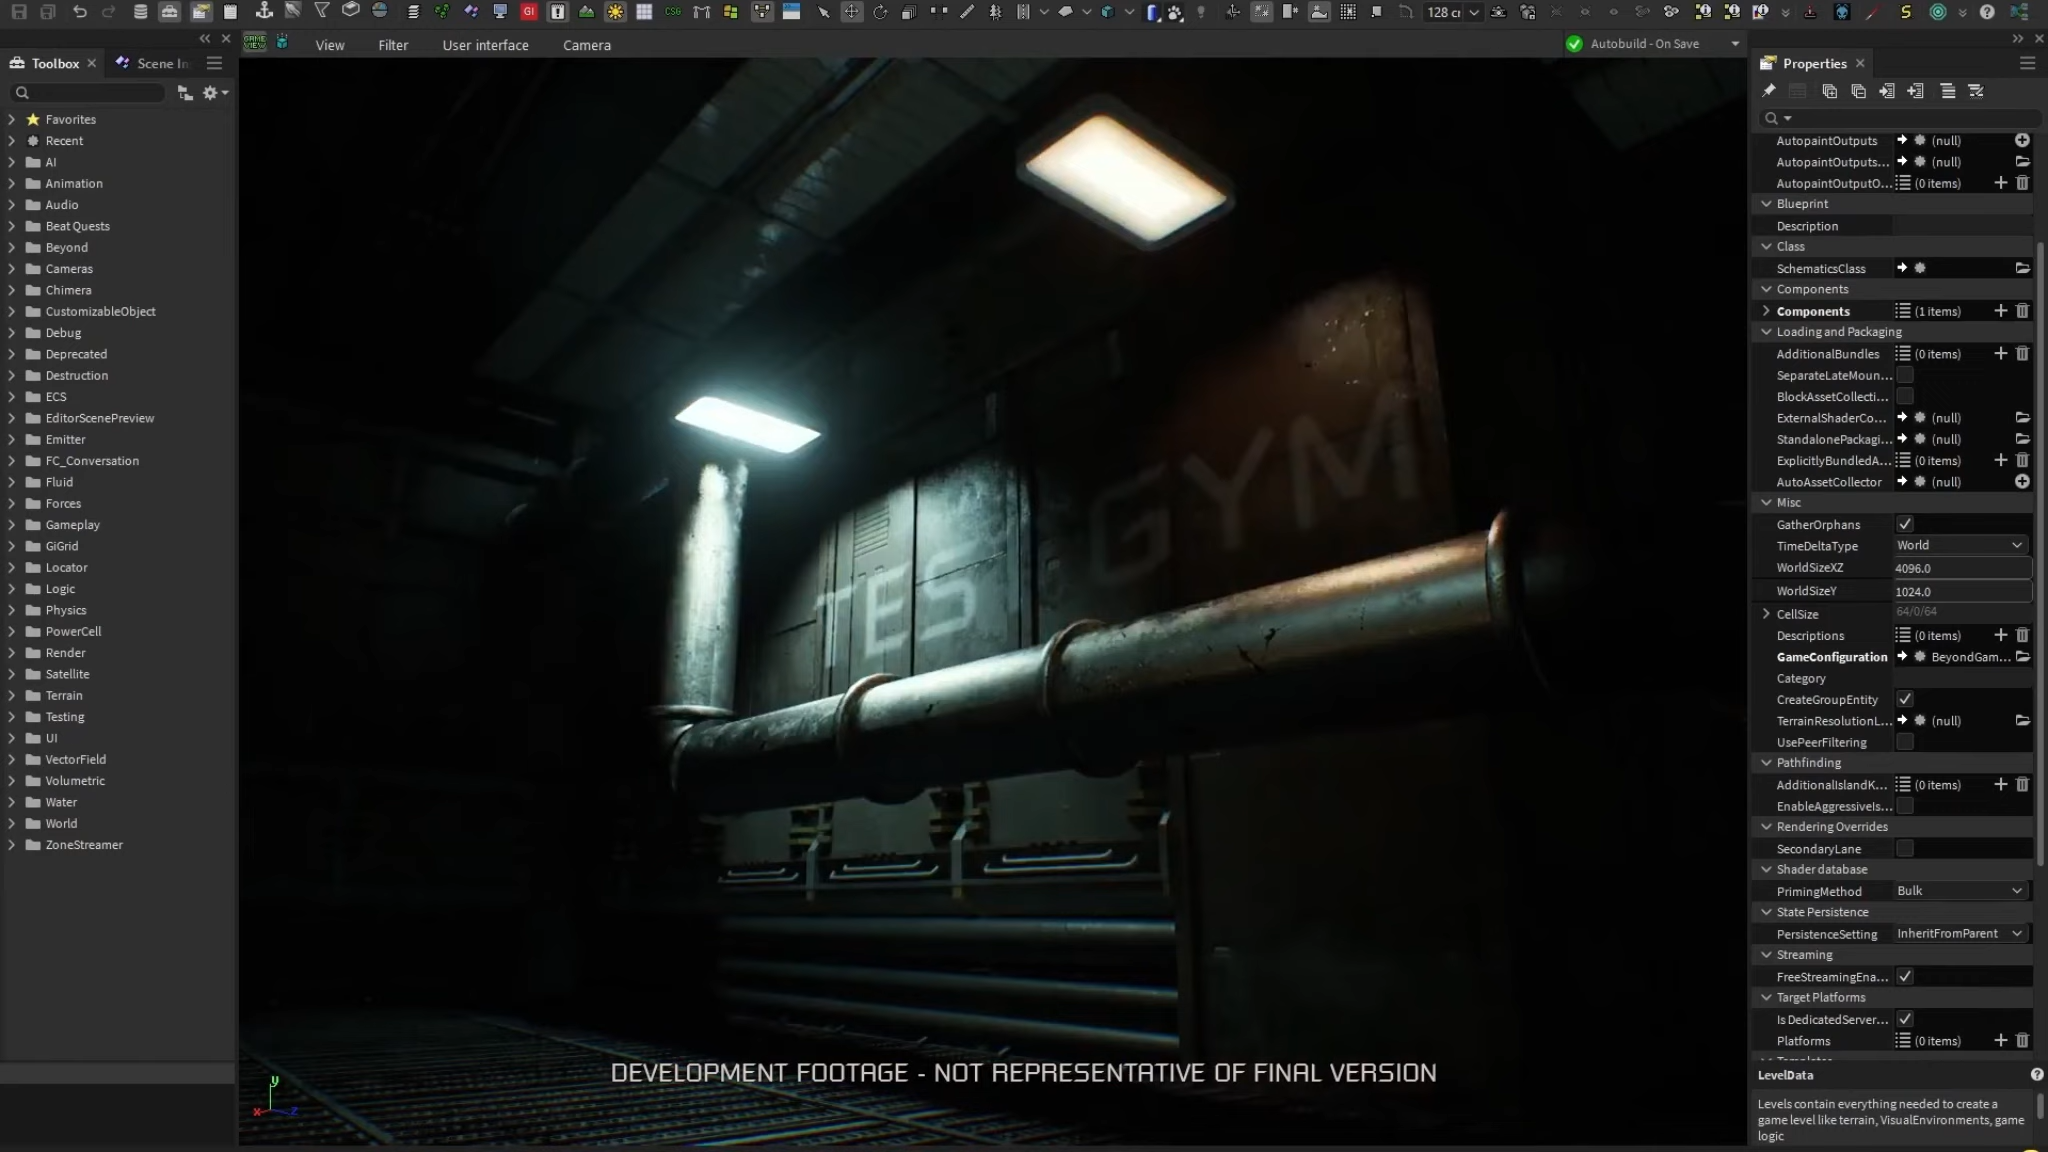 GI
CSG
128 cr
S
Toolbox
Scene In
GAME VIEW
View
Filter
User interface
Camera
Autobuild - On Save
Properties
Favorites
Recent
AI
Animation
Audio
Beat Quests
Beyond
Cameras
Chimera
CustomizableObject
Debug
Deprecated
Destruction
ECS
EditorScenePreview
Emitter
FC_Conversation
Fluid
Forces
Gameplay
GiGrid
Locator
Logic
Physics
PowerCell
Render
Satellite
Terrain
Testing
UI
VectorField
Volumetric
Water
World
ZoneStreamer
TES GYM
DEVELOPMENT FOOTAGE - NOT REPRESENTATIVE OF FINAL VERSION
y
x
z
AutopaintOutputs (null)
AutopaintOutputs... (null)
AutopaintOutputO... (0 items)
Blueprint
Description
Class
SchematicsClass
Components
Components (1 items)
Loading and Packaging
AdditionalBundles (0 items)
SeparateLateMoun...
BlockAssetCollecti...
ExternalShaderCo... (null)
StandalonePackagi... (null)
ExplicitlyBundledA... (0 items)
AutoAssetCollector (null)
Misc
GatherOrphans
TimeDeltaType World
WorldSizeXZ 4096.0
WorldSizeY 1024.0
CellSize 64/0/64
Descriptions (0 items)
GameConfiguration BeyondGam...
Category
CreateGroupEntity
TerrainResolutionL... (null)
UsePeerFiltering
Pathfinding
AdditionalIslandK... (0 items)
EnableAggressiveIs...
Rendering Overrides
SecondaryLane
Shader database
PrimingMethod Bulk
State Persistence
PersistenceSetting InheritFromParent
Streaming
FreeStreamingEna...
Target Platforms
Is DedicatedServer...
Platforms (0 items)
LevelData
Levels contain everything needed to create a
game level like terrain, VisualEnvironments, game
logic